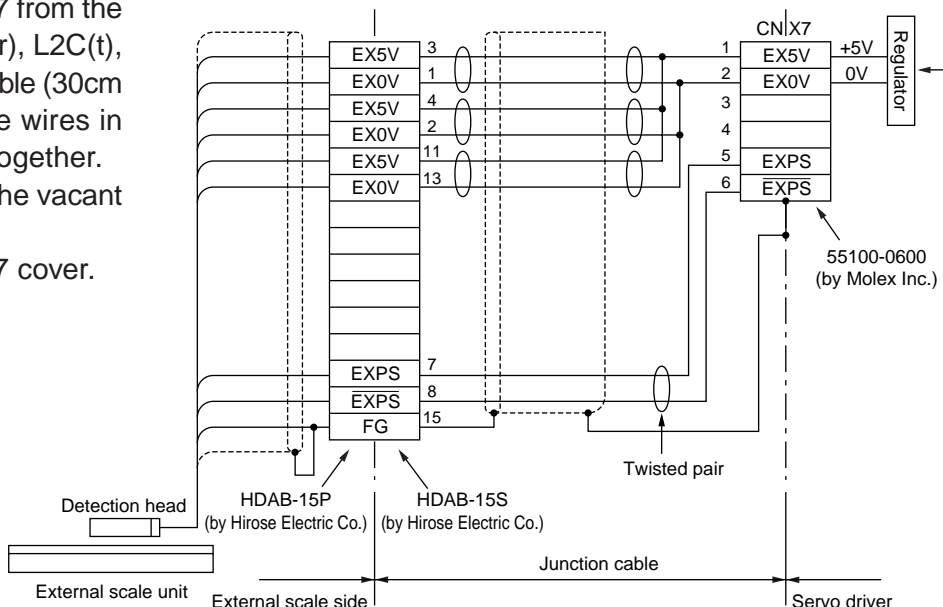 7 from the
r), L2C(t),
ble (30cm
e wires in
ogether.
he vacant
7 cover.
EX5V 3
EX0V 1
EX5V 4
EX0V 2
EX5V 11
EX0V 13
EXPS 7
EXPS 8
FG 15
CN X7
1 EX5V +5V
2 EX0V 0V
3
4
5 EXPS
6 EXPS
Regulator
55100-0600
(by Molex Inc.)
Twisted pair
HDAB-15P
(by Hirose Electric Co.)
HDAB-15S
(by Hirose Electric Co.)
Detection head
External scale unit
External scale side
Junction cable
Servo driver